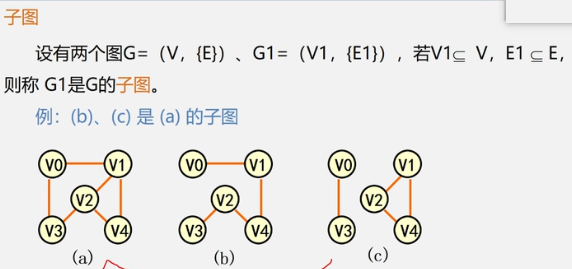 子图
设有两个图G=（V，{E}）、G1=（V1，{E1}），若V1⊆ V，E1 ⊆ E，
则称 G1是G的子图。
例：(b)、(c) 是 (a) 的子图
V0 V1 V0 V1 V0 V1
V2 V2 V2
V3 V4 V3 V4 V3 V4
(a) (b) (c)